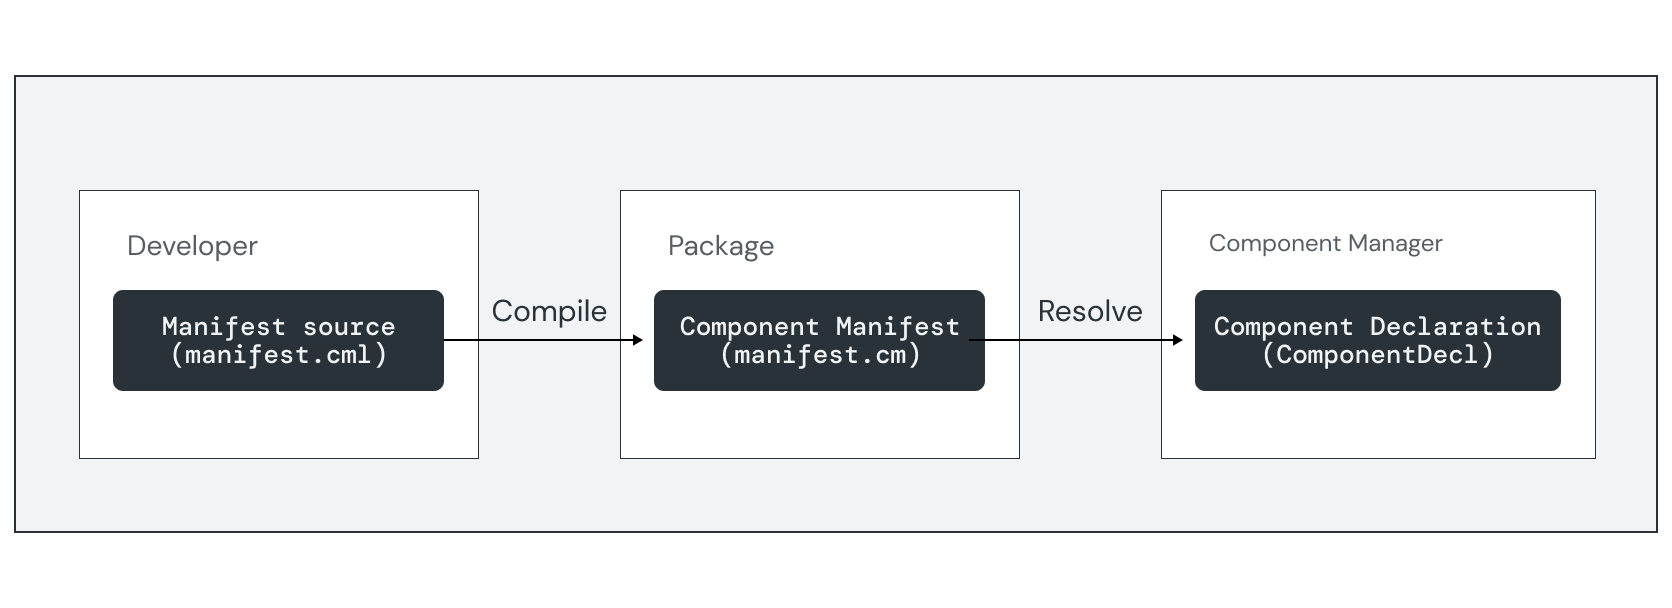 Developer
Manifest source
(manifest.cml)
Compile
Package
Component Manifest
(manifest.cm)
Resolve
Component Manager
Component Declaration
(ComponentDecl)